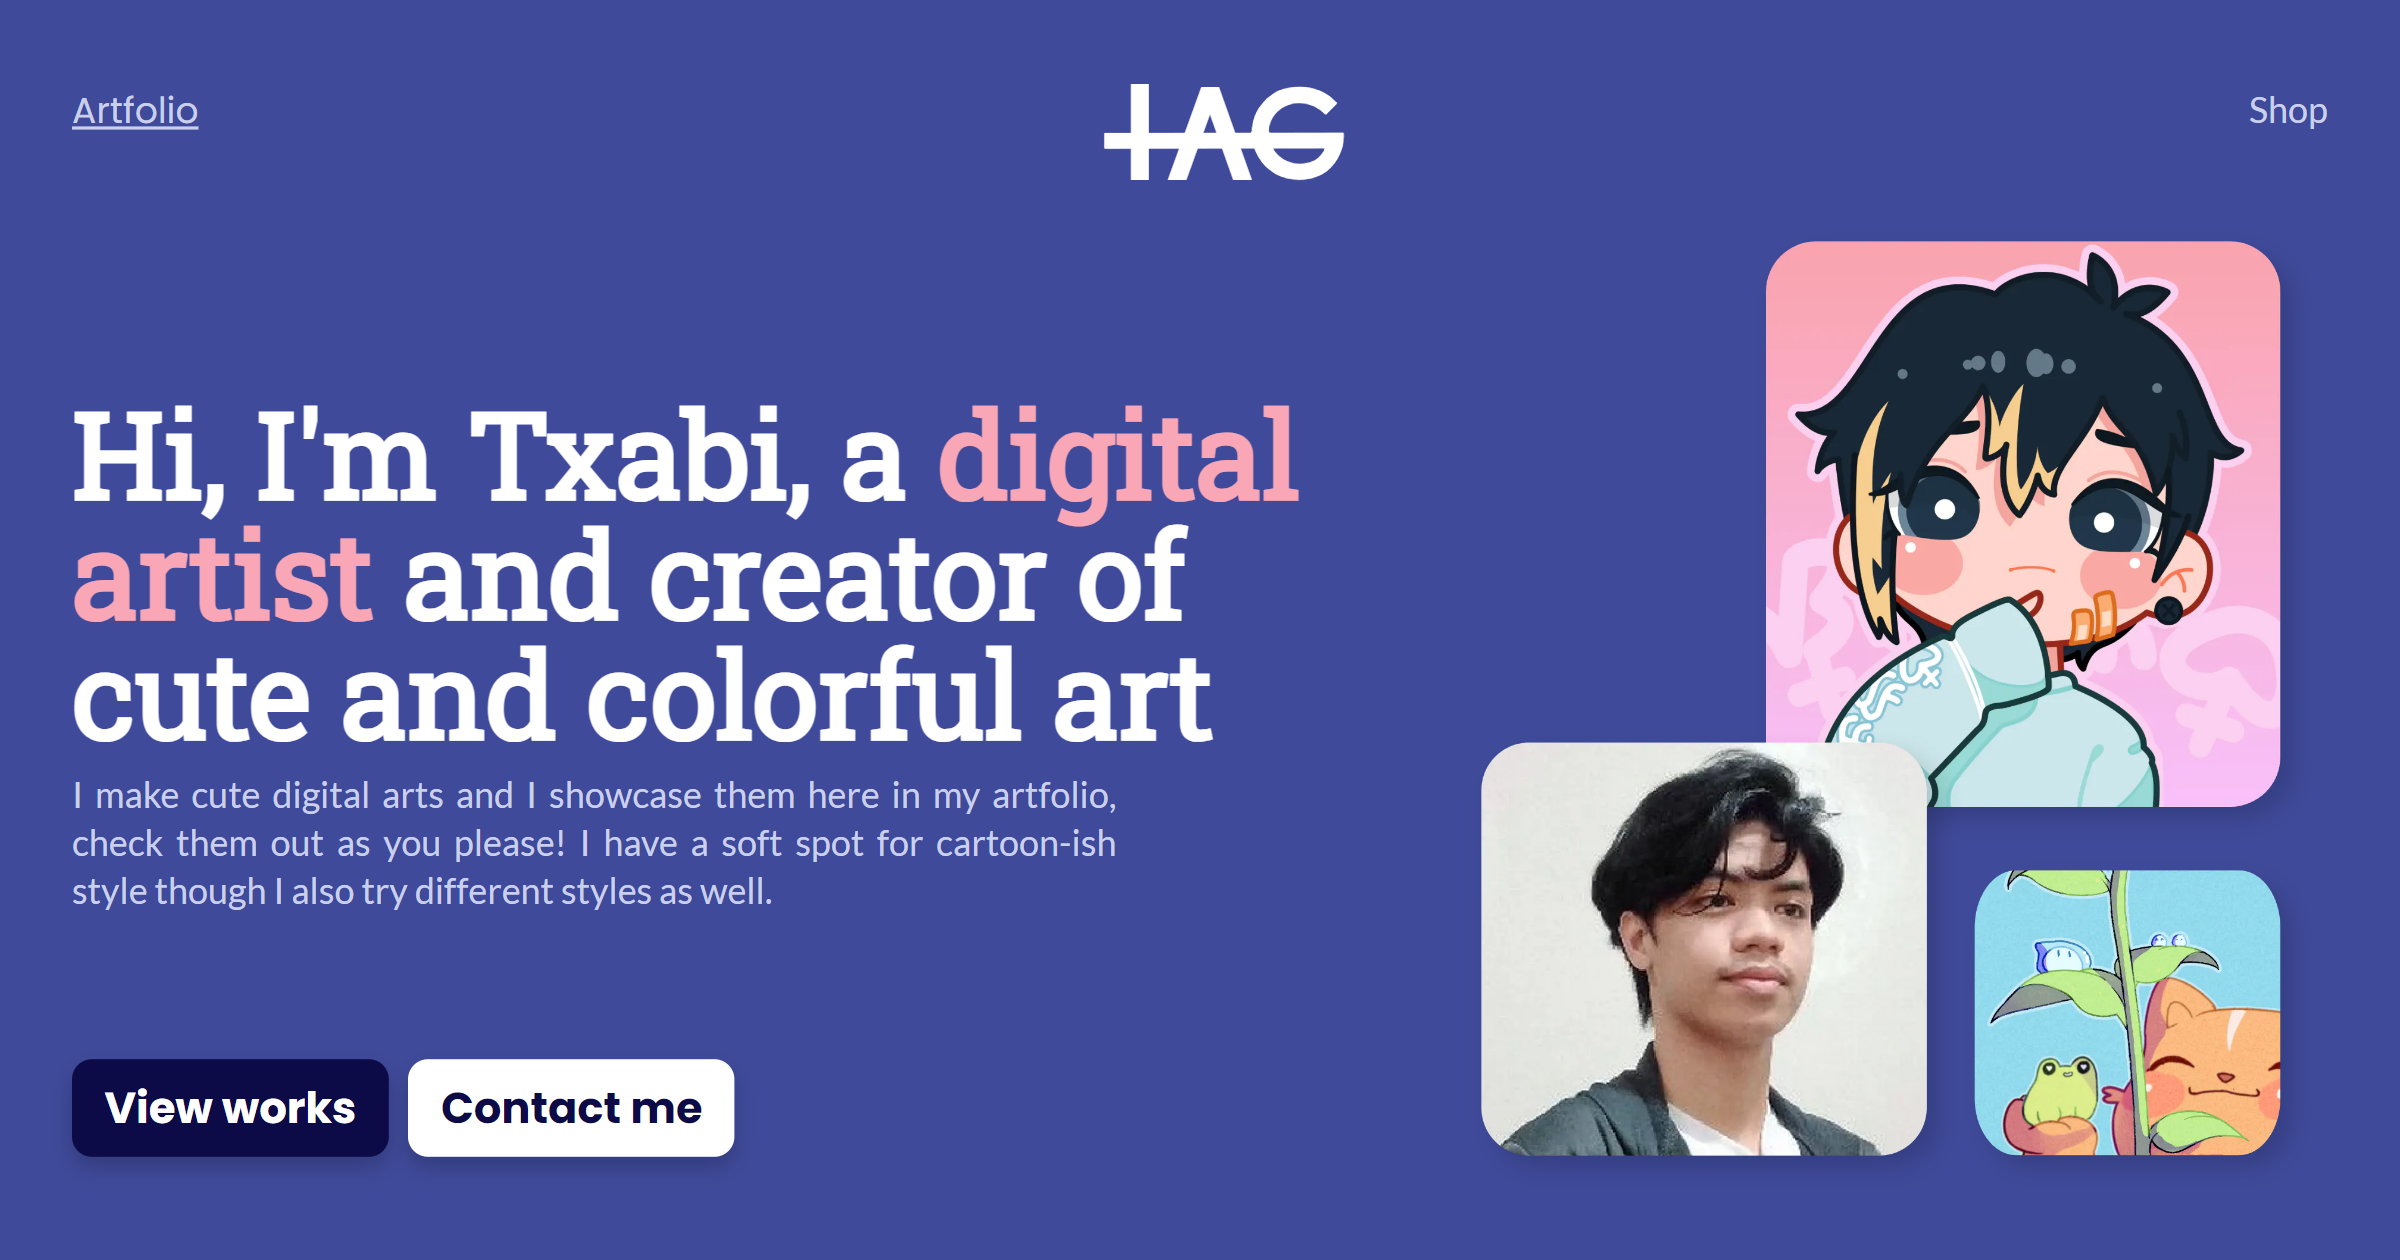 Artfolio
tAG
Shop
Hi, I'm Txabi, a digital
artist and creator of
cute and colorful art
I make cute digital arts and I showcase them here in my artfolio,
check them out as you please! I have a soft spot for cartoon-ish
style though I also try different styles as well.
View works
Contact me